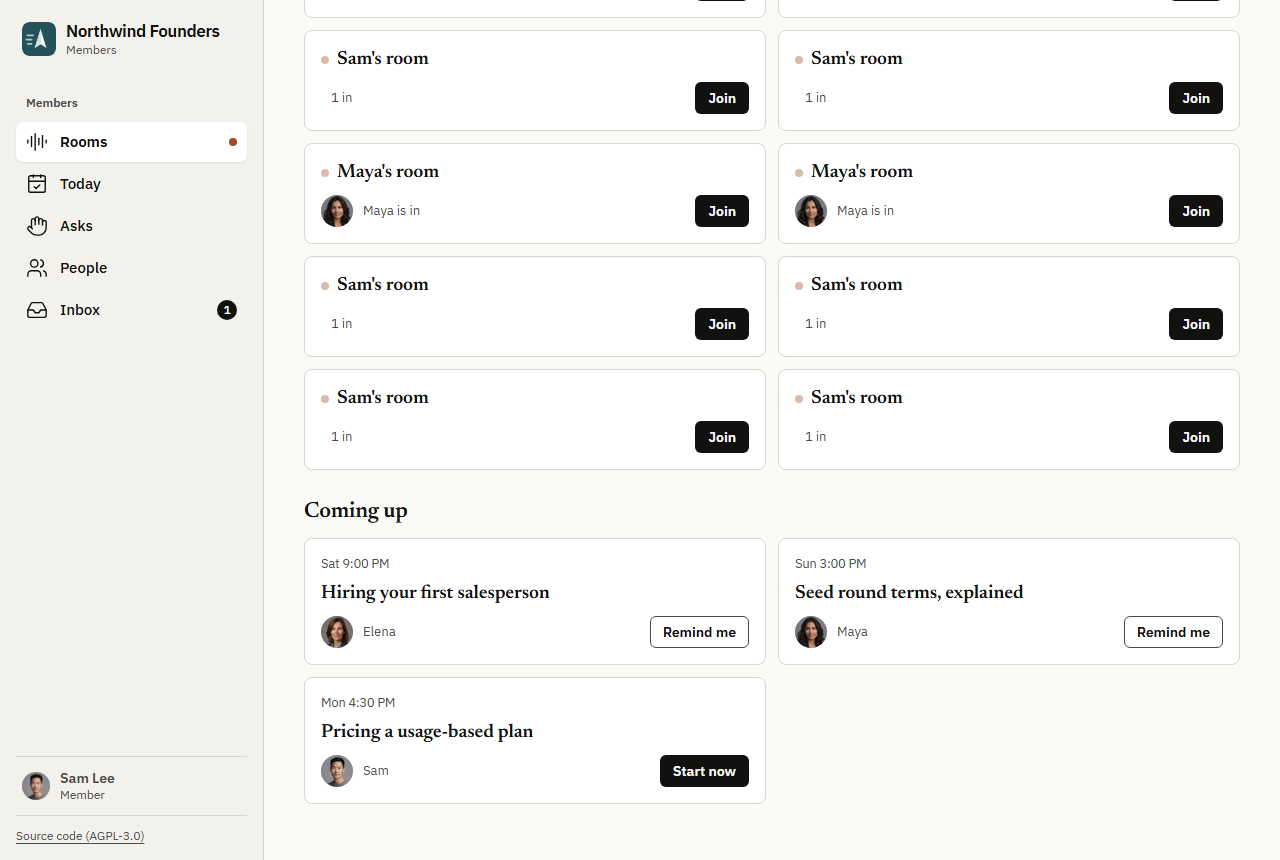 Northwind Founders
Members
Members
Rooms
Today
Asks
People
Inbox
1
Sam Lee
Member
Source code (AGPL-3.0)
Sam's room
1 in
Join
Sam's room
1 in
Join
Maya's room
Maya is in
Join
Maya's room
Maya is in
Join
Sam's room
1 in
Join
Sam's room
1 in
Join
Sam's room
1 in
Join
Sam's room
1 in
Join
Coming up
Sat 9:00 PM
Hiring your first salesperson
Elena
Remind me
Sun 3:00 PM
Seed round terms, explained
Maya
Remind me
Mon 4:30 PM
Pricing a usage-based plan
Sam
Start now